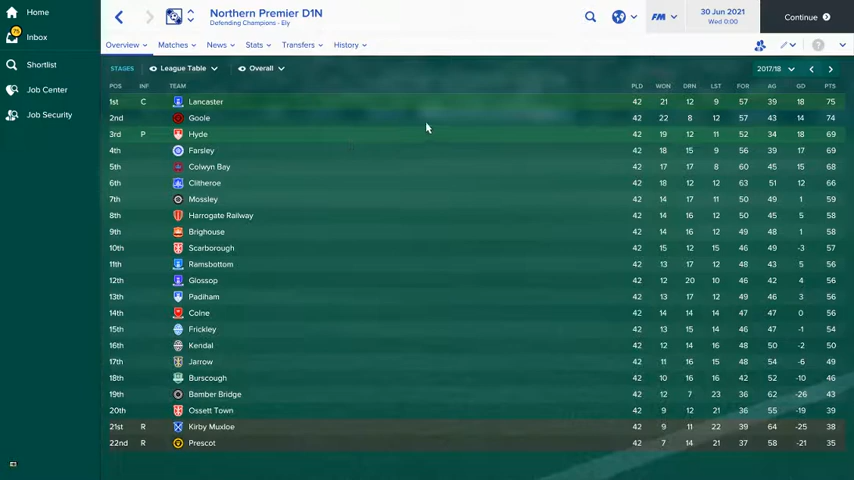 Home
75
Inbox
Shortlist
Job Center
Job Security
Northern Premier D1N
Defending Champions - Ely
FM
30 Jun 2021
Wed 0:00
Continue
Overview Matches News Stats Transfers History
STAGES League Table Overall 2017/18
POS INF TEAM PLD WON DRN LST FOR AG GD PTS
1st C Lancaster 42 21 12 9 57 39 18 75
2nd Goole 42 22 8 12 57 43 14 74
3rd P Hyde 42 19 12 11 52 34 18 69
4th Farsley 42 18 15 9 56 39 17 69
5th Colwyn Bay 42 17 17 8 60 45 15 68
6th Clitheroe 42 18 12 12 63 51 12 66
7th Mossley 42 14 17 11 50 49 1 59
8th Harrogate Railway 42 14 16 12 50 45 5 58
9th Brighouse 42 14 16 12 49 48 1 58
10th Scarborough 42 15 12 15 46 49 -3 57
11th Ramsbottom 42 13 17 12 48 43 5 56
12th Glossop 42 12 20 10 46 42 4 56
13th Padiham 42 13 17 12 49 46 3 56
14th Colne 42 14 14 14 47 47 0 56
15th Frickley 42 13 15 14 46 47 -1 54
16th Kendal 42 12 14 16 48 50 -2 50
17th Jarrow 42 11 16 15 48 54 -6 49
18th Burscough 42 10 16 16 42 52 -10 46
19th Bamber Bridge 42 12 7 23 36 62 -26 43
20th Ossett Town 42 9 12 21 36 55 -19 39
21st R Kirby Muxloe 42 9 11 22 39 64 -25 38
22nd R Prescot 42 7 14 21 37 58 -21 35